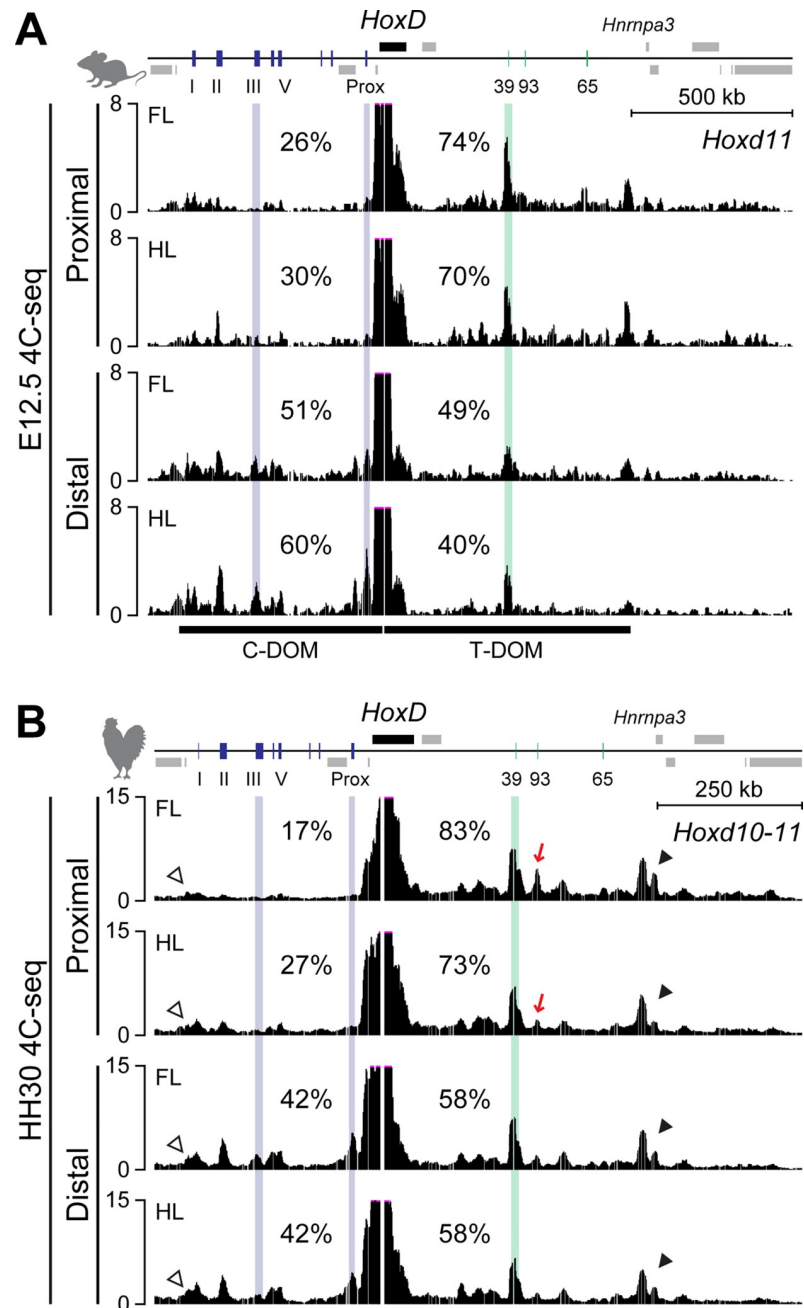 A
HoxD
Hnrnpa3
I II III V Prox 39 93 65
500 kb
Hoxd11
E12.5 4C-seq
Proximal
8
FL
26% 74%
0
8
HL
30% 70%
0
Distal
8
FL
51% 49%
0
8
HL
60% 40%
0
C-DOM T-DOM
B
HoxD
Hnrnpa3
I II III V Prox 39 93 65
250 kb
Hoxd10-11
HH30 4C-seq
Proximal
15
FL
17% 83%
0
15
HL
27% 73%
0
Distal
15
FL
42% 58%
0
15
HL
42% 58%
0